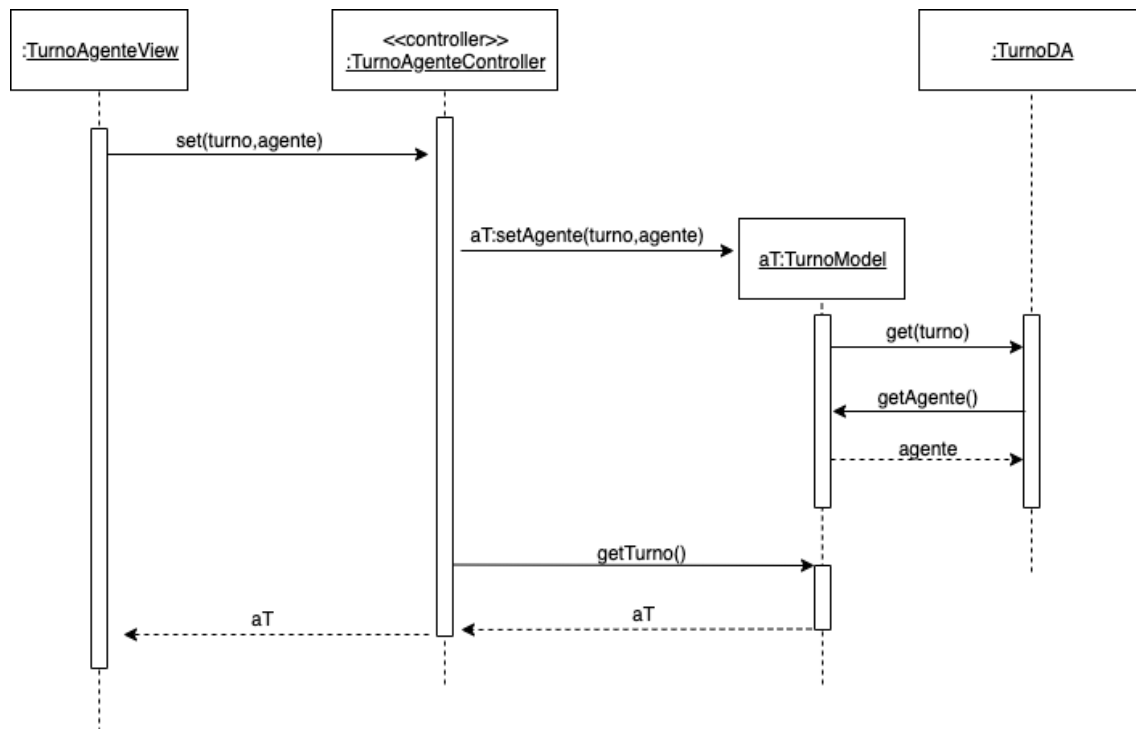 :TurnoAgenteView
<<controller>>
:TurnoAgenteController
:TurnoDA
set(turno,agente)
aT:setAgente(turno,agente)
aT:TurnoModel
get(turno)
getAgente()
agente
getTurno()
aT
aT